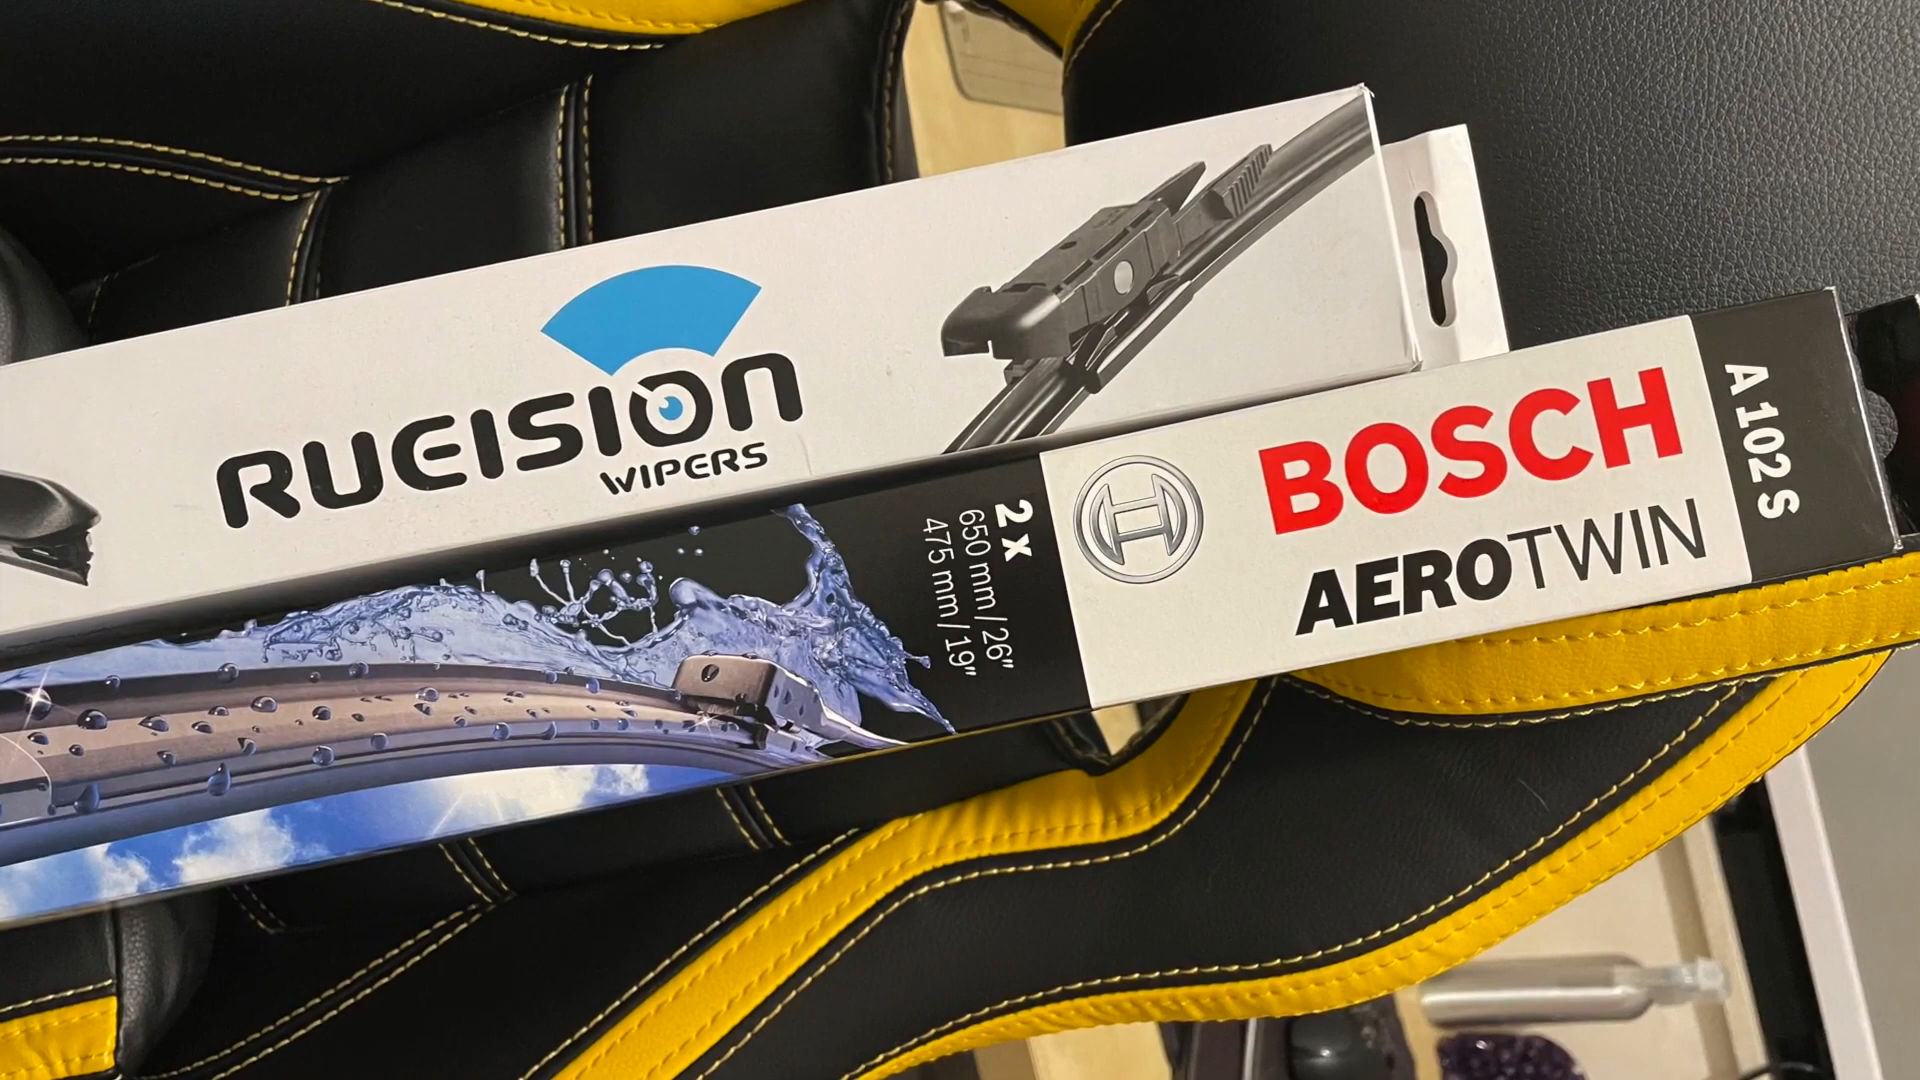 RUEISION
WIPERS
2 x
650 mm / 26"
475 mm / 19"
BOSCH
AEROTWIN
A 102 S